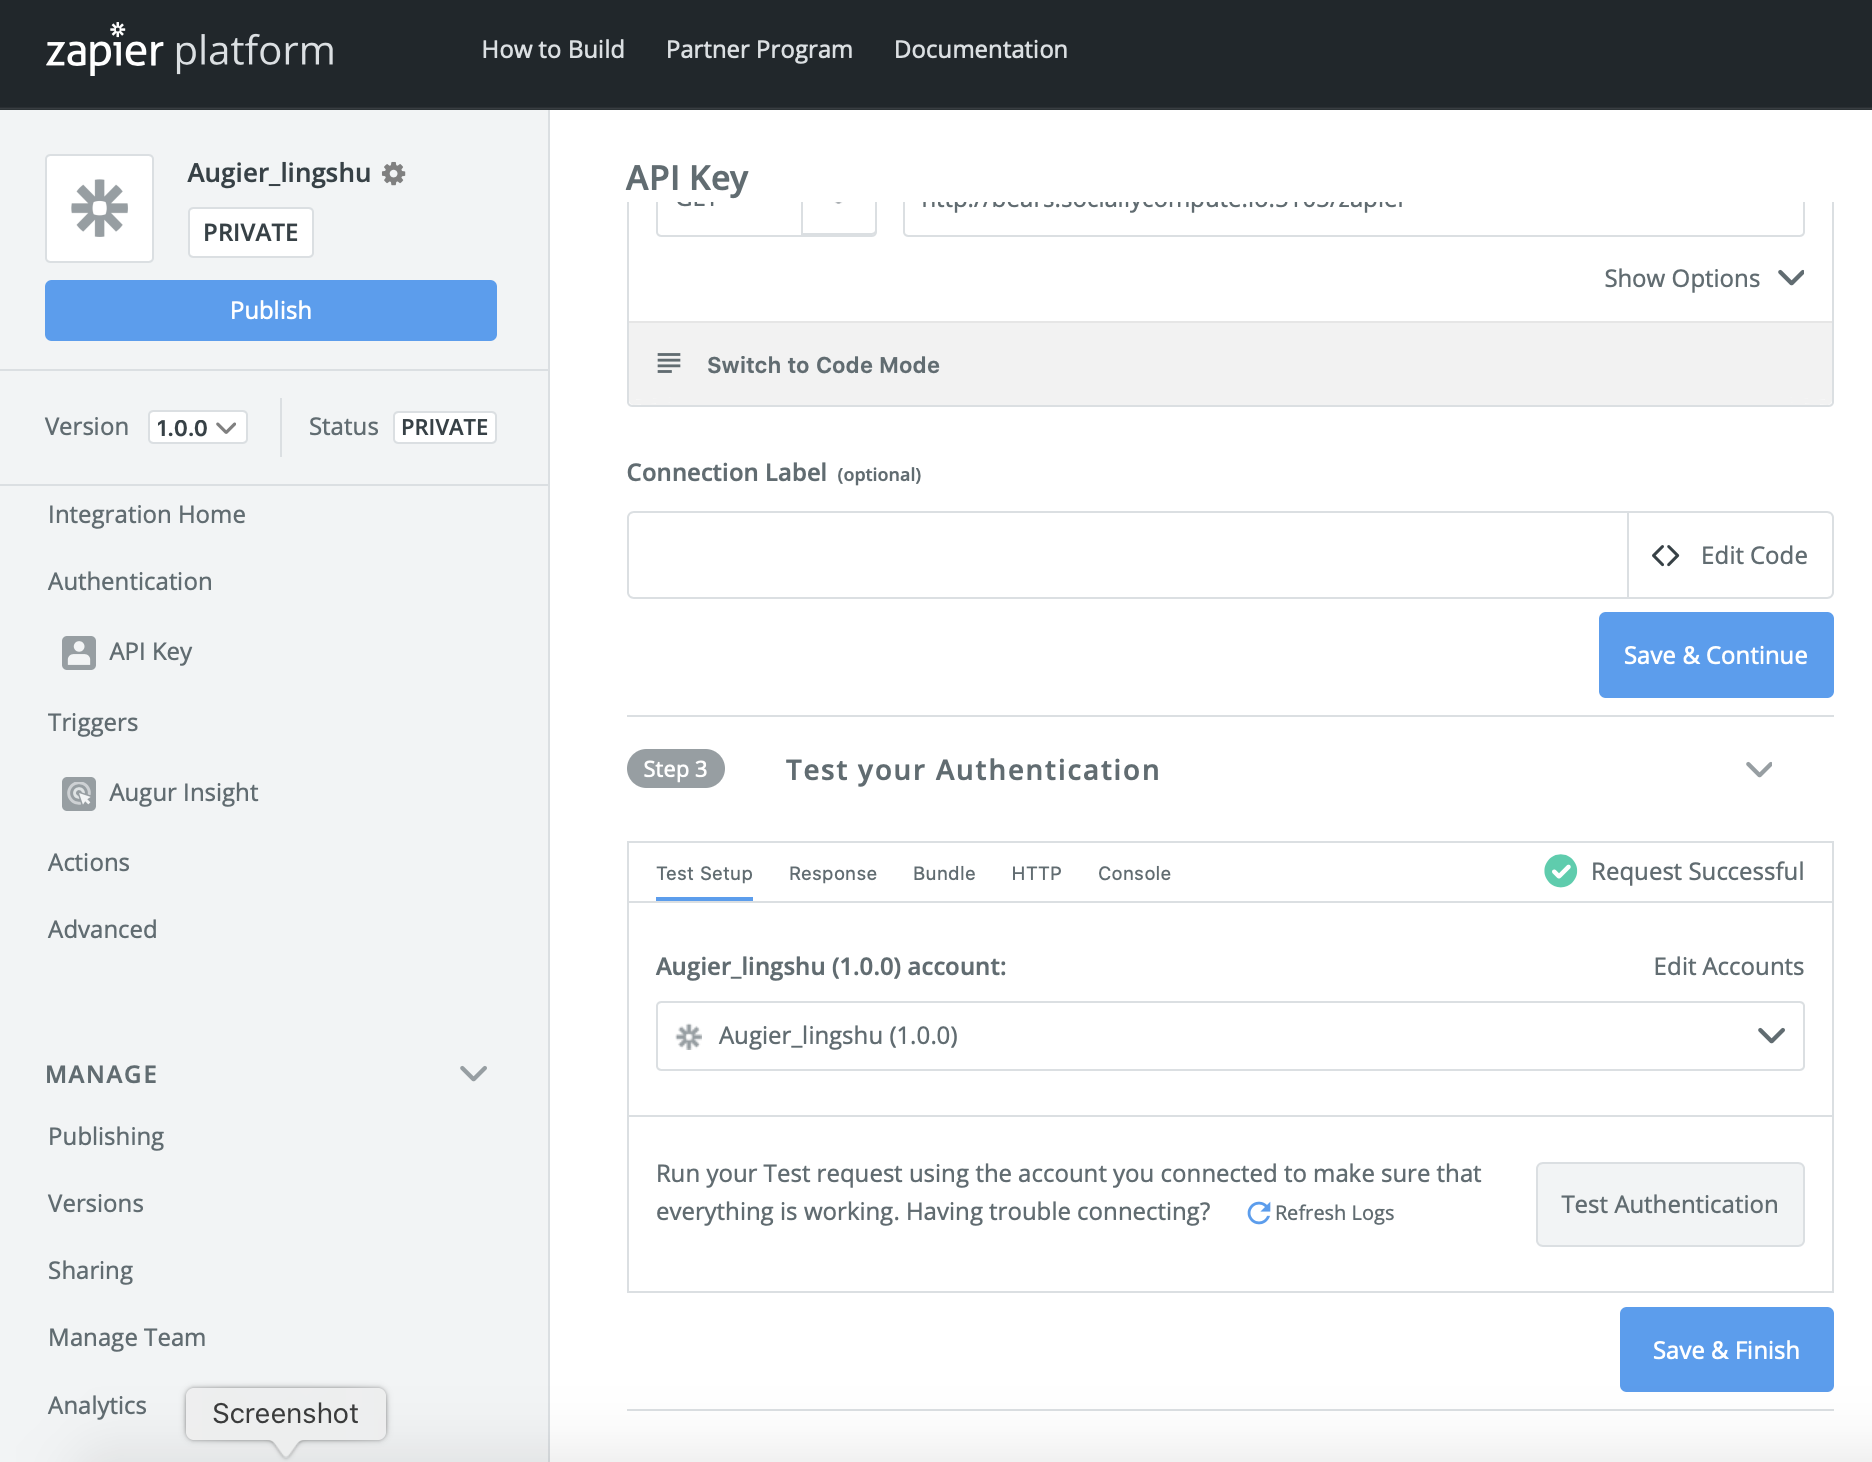 zapier platform
How to Build
Partner Program
Documentation
Augier_lingshu
PRIVATE
Publish
Version 1.0.0
Status PRIVATE
Integration Home
Authentication
API Key
Triggers
Augur Insight
Actions
Advanced
MANAGE
Publishing
Versions
Sharing
Manage Team
Analytics
Screenshot
API Key
GET
Show Options
Switch to Code Mode
Connection Label (optional)
Edit Code
Save & Continue
Step 3
Test your Authentication
Test Setup
Response
Bundle
HTTP
Console
Request Successful
Augier_lingshu (1.0.0) account:
Edit Accounts
Augier_lingshu (1.0.0)
Run your Test request using the account you connected to make sure that
everything is working. Having trouble connecting? Refresh Logs
Test Authentication
Save & Finish